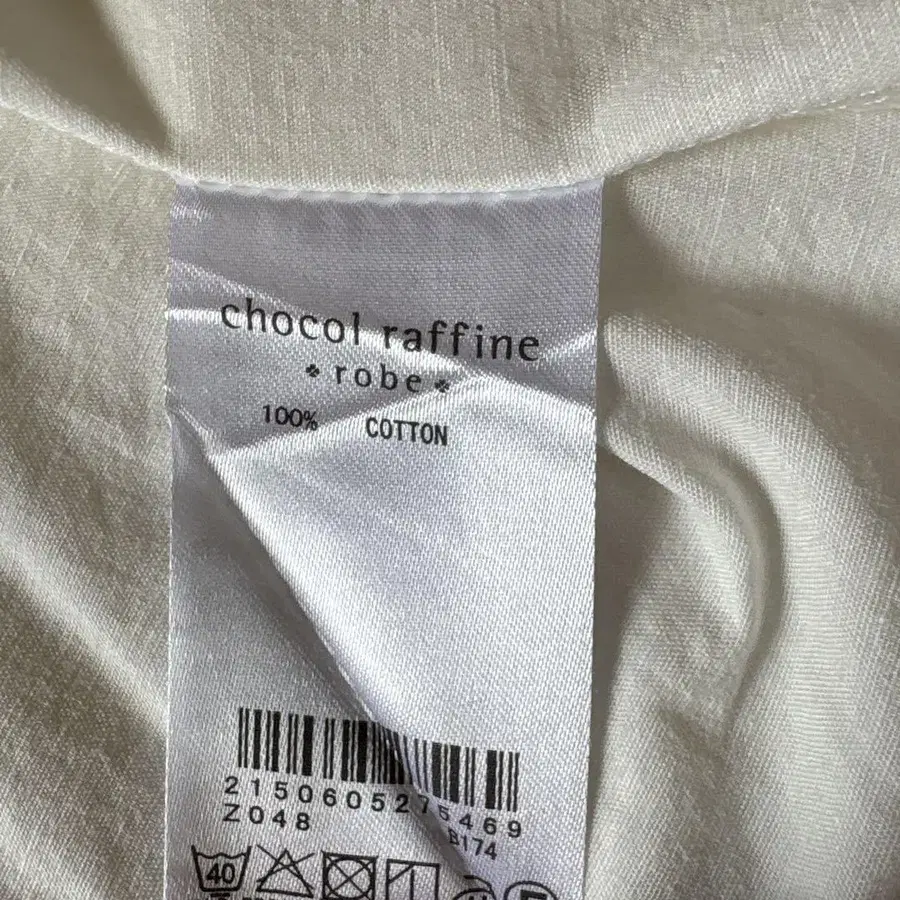 chocol raffine
robe
100% COTTON
2150605275469
Z048
B174
40